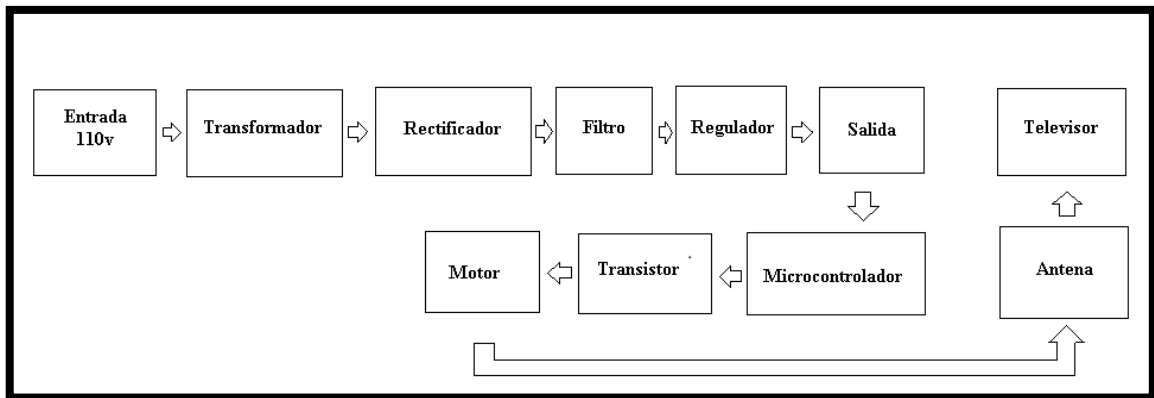 Entrada
110v
Transformador
Rectificador
Filtro
Regulador
Salida
Televisor
Motor
Transistor
Microcontrolador
Antena